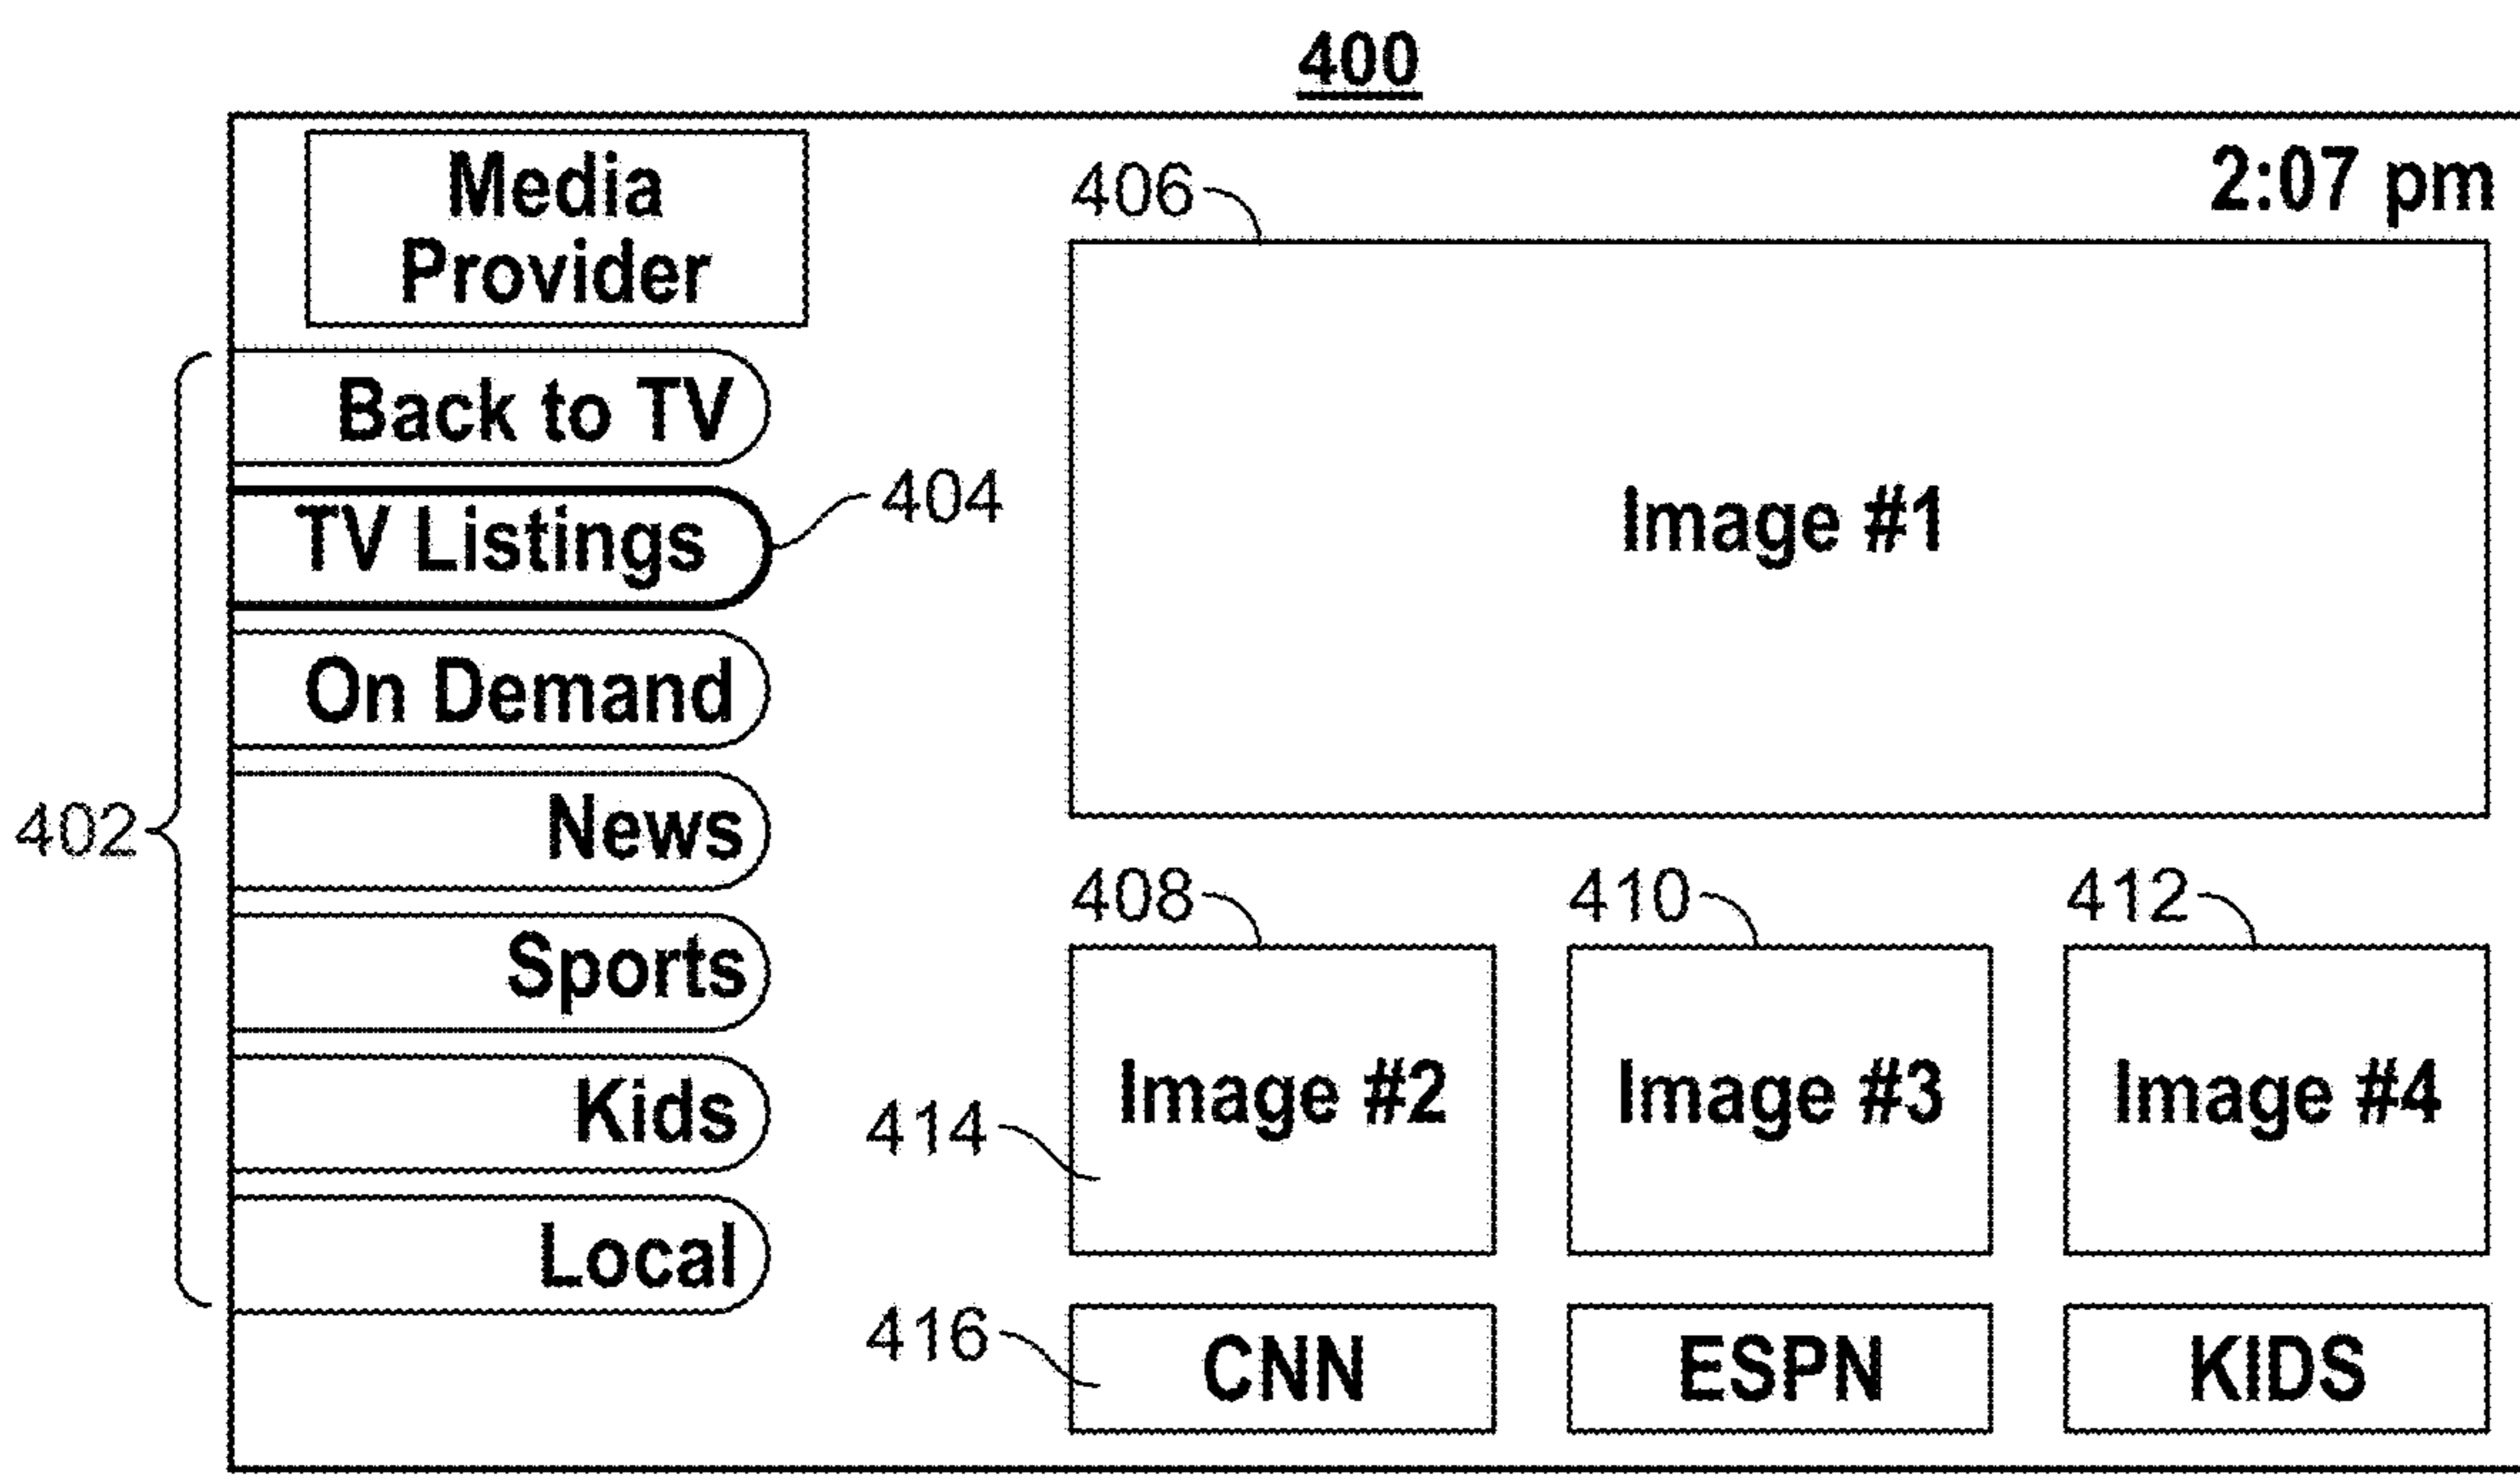 400
Media
Provider
2:07 pm
406
Back to TV
TV Listings
404
Image #1
On Demand
402
News
408
410
412
Sports
Kids
414
Image #2
Image #3
Image #4
Local
416
CNN
ESPN
KIDS